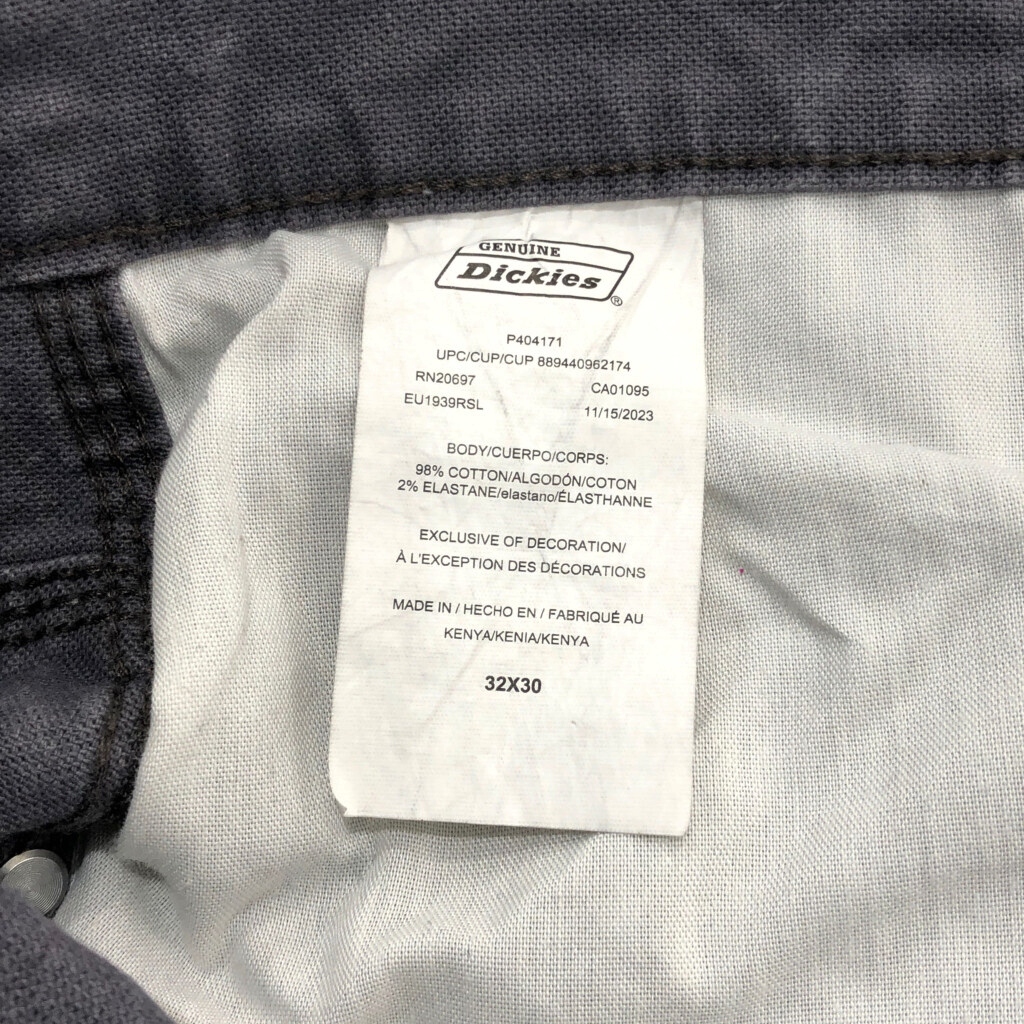 GENUINE
Dickies
®
P404171
UPC/CUP/CUP 889440962174
RN20697 CA01095
EU1939RSL 11/15/2023
BODY/CUERPO/CORPS:
98% COTTON/ALGODÓN/COTON
2% ELASTANE/elastano/ÉLASTHANNE
EXCLUSIVE OF DECORATION/
À L'EXCEPTION DES DÉCORATIONS
MADE IN / HECHO EN / FABRIQUÉ AU
KENYA/KENIA/KENYA
32X30